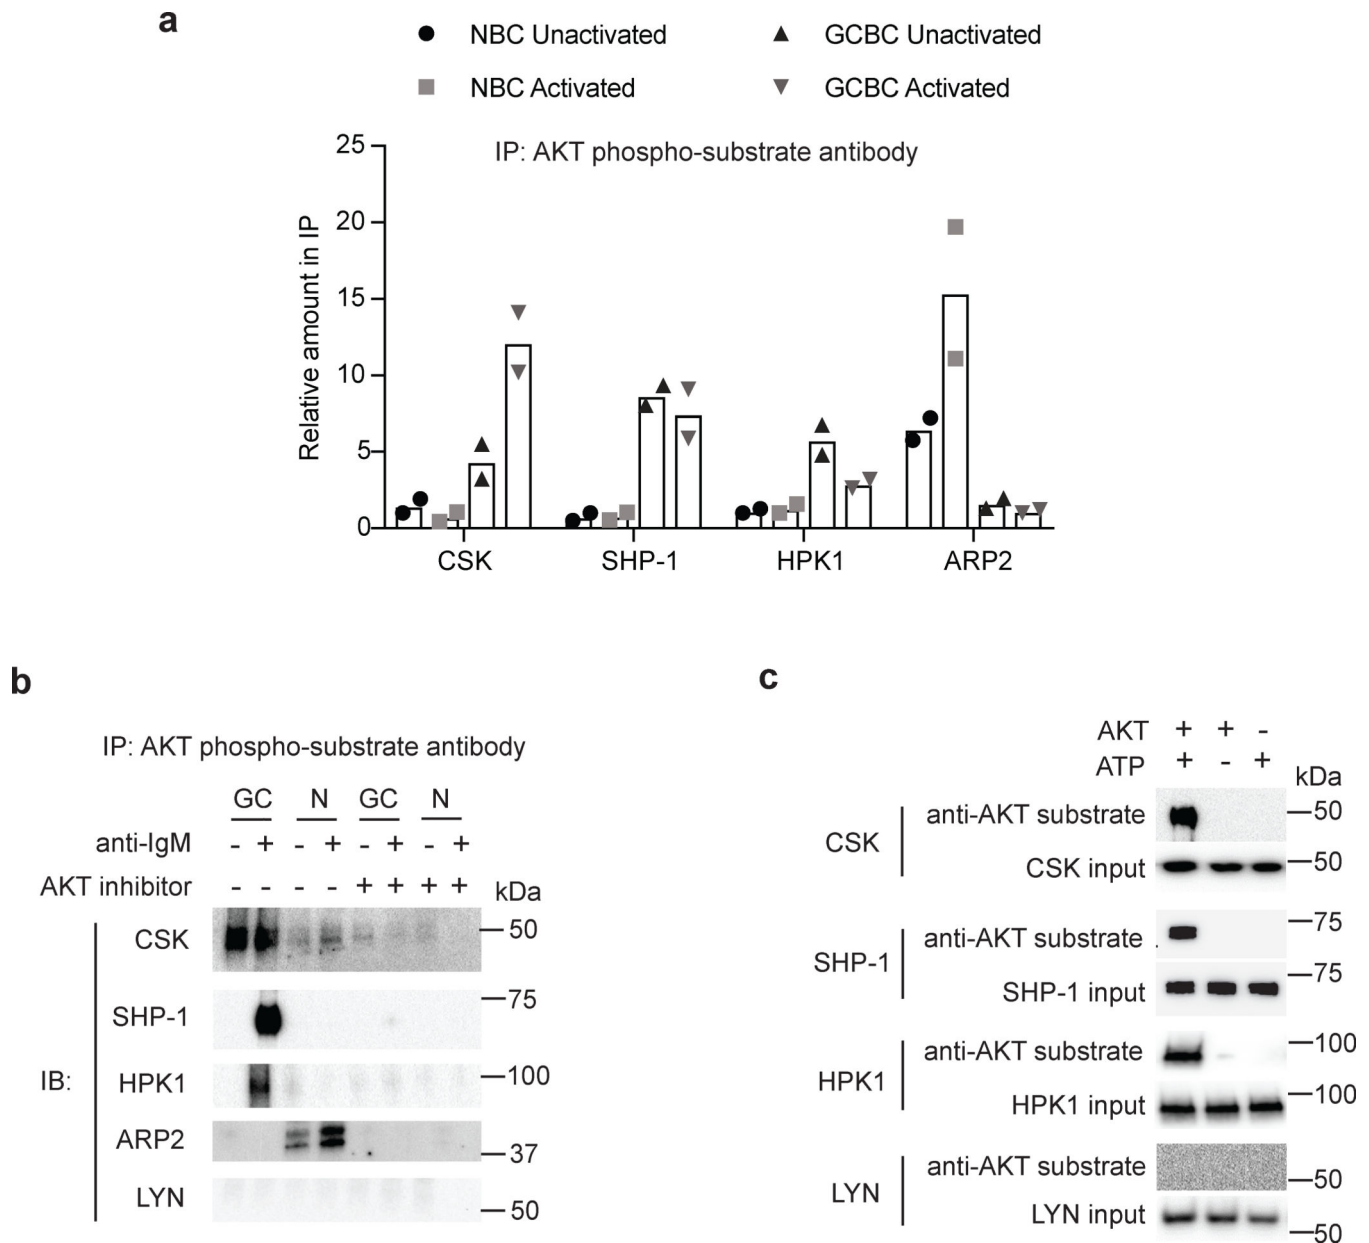 a
NBC Unactivated
GCBC Unactivated
NBC Activated
GCBC Activated
IP: AKT phospho-substrate antibody
Relative amount in IP
25
20
15
10
5
0
CSK
SHP-1
HPK1
ARP2
b
IP: AKT phospho-substrate antibody
GC N GC N
anti-IgM - + - + - + - +
AKT inhibitor - - - - + + + + kDa
IB:
CSK 50
SHP-1 75
HPK1 100
ARP2 37
LYN 50
c
AKT + + -
ATP + - + kDa
CSK
anti-AKT substrate 50
CSK input 50
SHP-1
anti-AKT substrate 75
SHP-1 input 75
HPK1
anti-AKT substrate 100
HPK1 input 100
LYN
anti-AKT substrate 50
LYN input 50